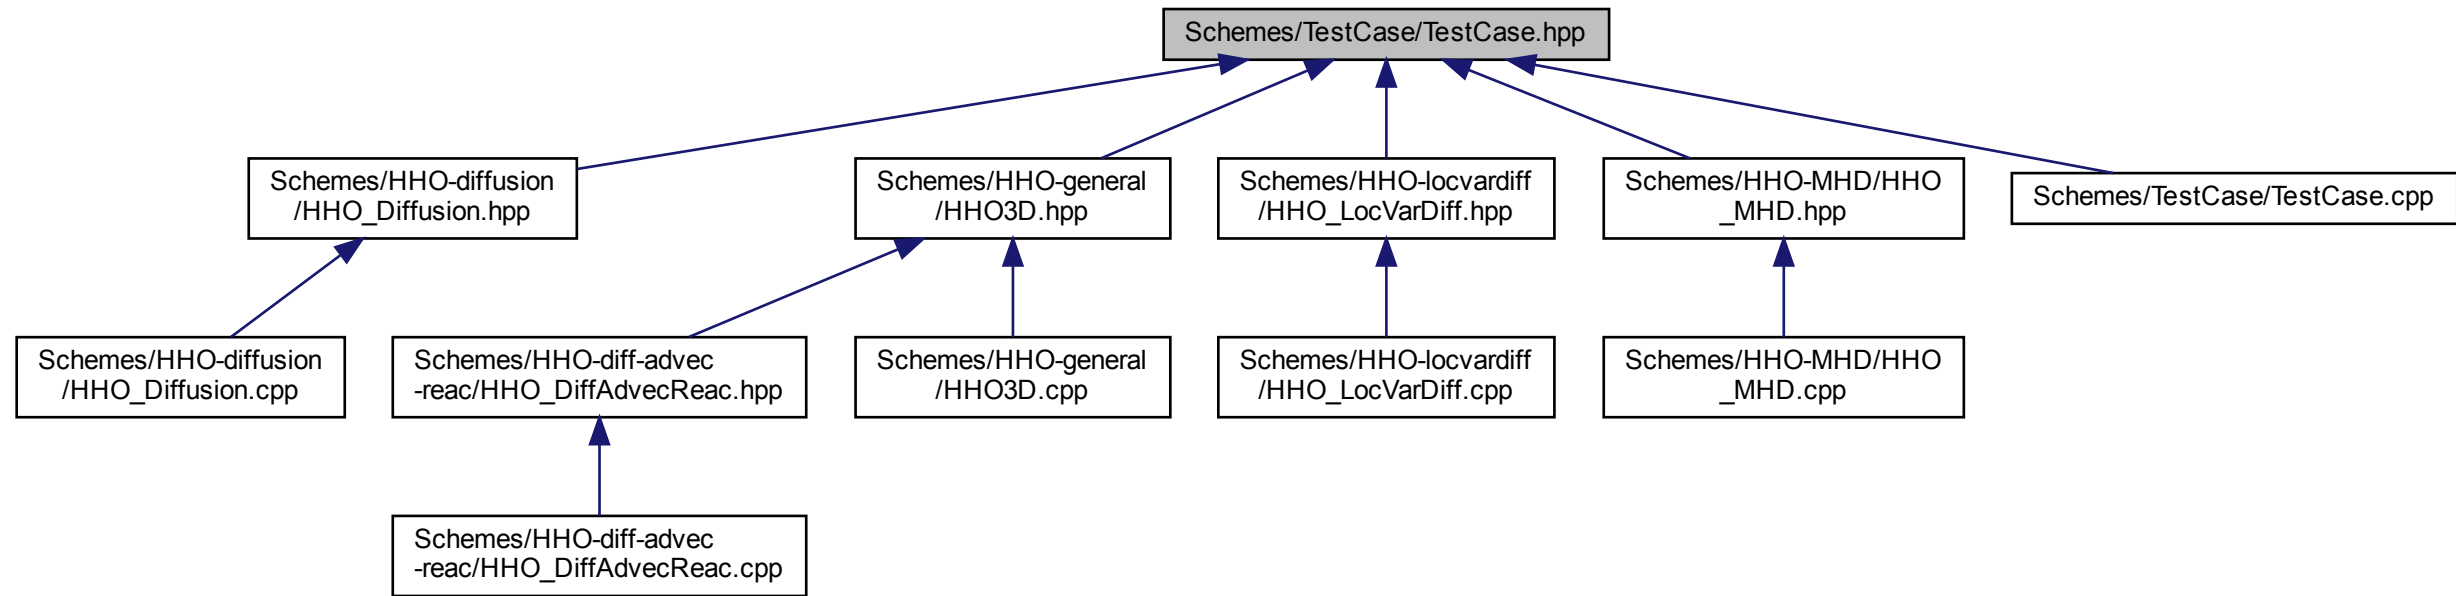 Schemes/TestCase/TestCase.hpp
Schemes/HHO-diffusion
/HHO_Diffusion.hpp
Schemes/HHO-general
/HHO3D.hpp
Schemes/HHO-locvardiff
/HHO_LocVarDiff.hpp
Schemes/HHO-MHD/HHO
_MHD.hpp
Schemes/TestCase/TestCase.cpp
Schemes/HHO-diffusion
/HHO_Diffusion.cpp
Schemes/HHO-diff-advec
-reac/HHO_DiffAdvecReac.hpp
Schemes/HHO-general
/HHO3D.cpp
Schemes/HHO-locvardiff
/HHO_LocVarDiff.cpp
Schemes/HHO-MHD/HHO
_MHD.cpp
Schemes/HHO-diff-advec
-reac/HHO_DiffAdvecReac.cpp